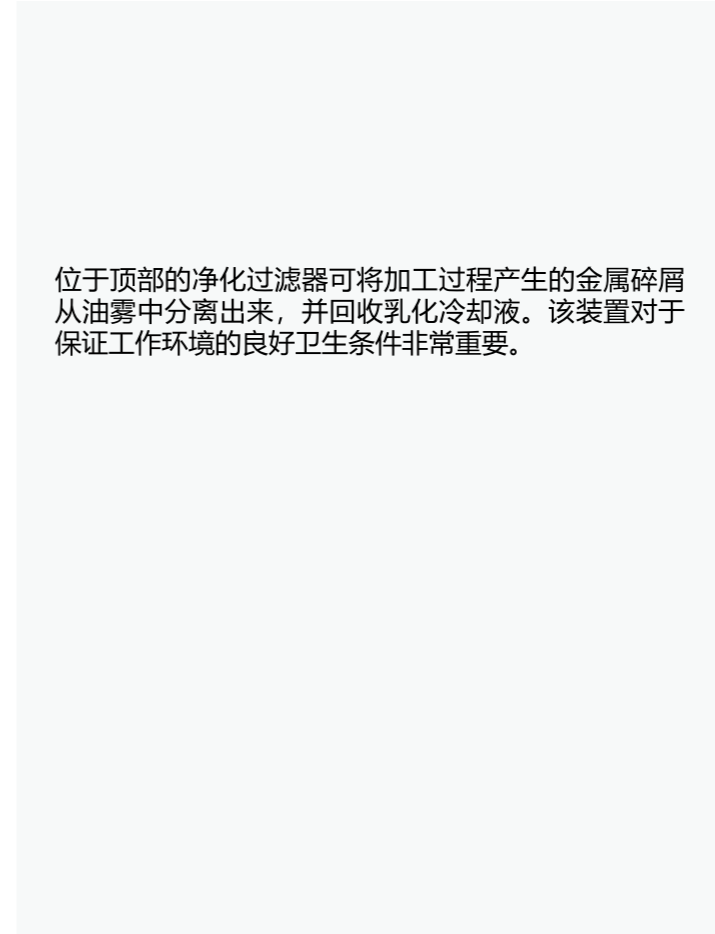 位于顶部的净化过滤器可将加工过程产生的金属碎屑
从油雾中分离出来，并回收乳化冷却液。该装置对于
保证工作环境的良好卫生条件非常重要。